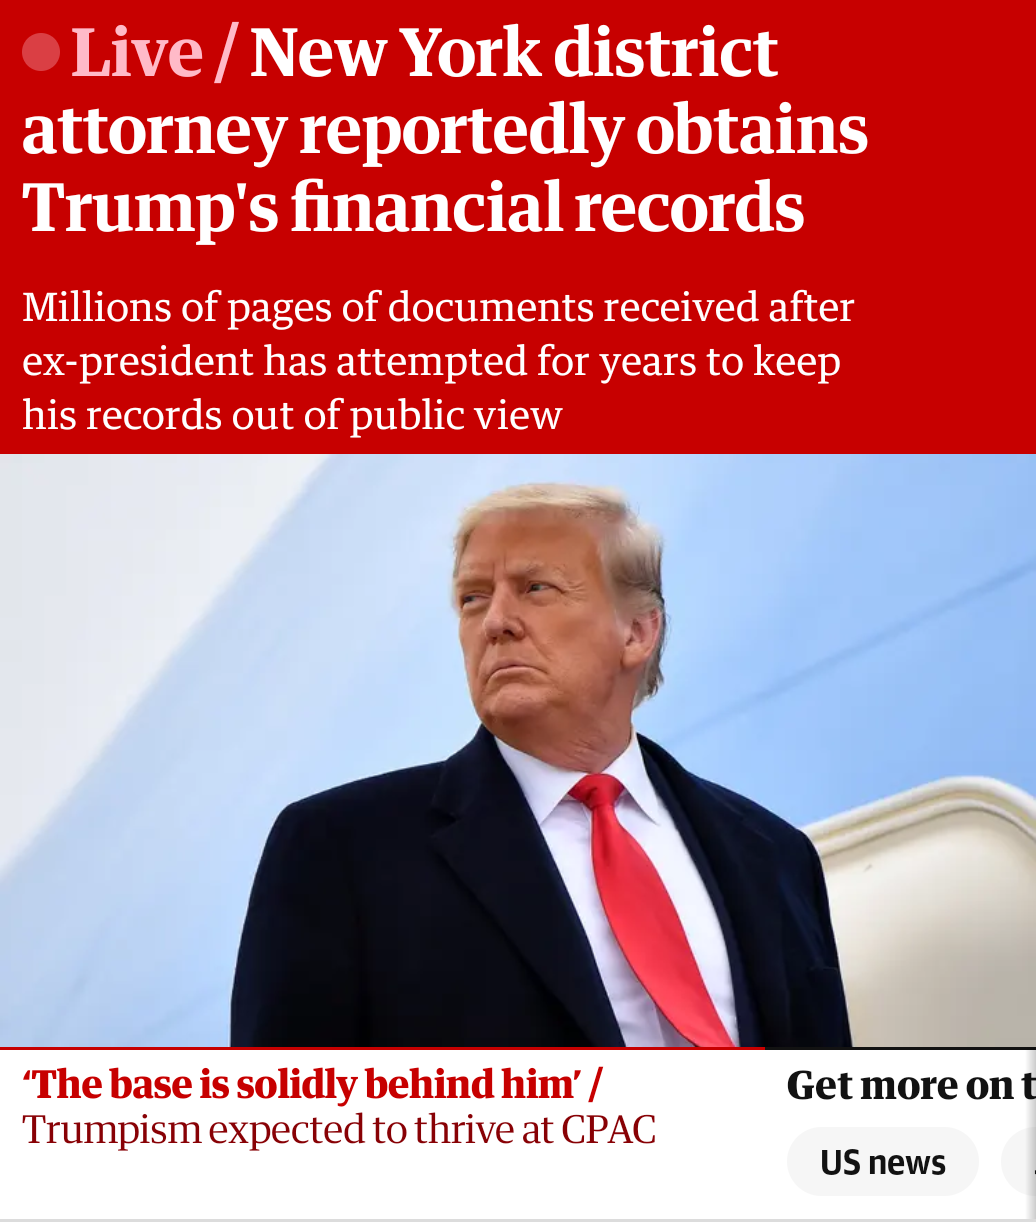 Live / New York district
attorney reportedly obtains
Trump's financial records
Millions of pages of documents received after
ex-president has attempted for years to keep
his records out of public view
‘The base is solidly behind him’ /
Trumpism expected to thrive at CPAC
Get more on t
US news